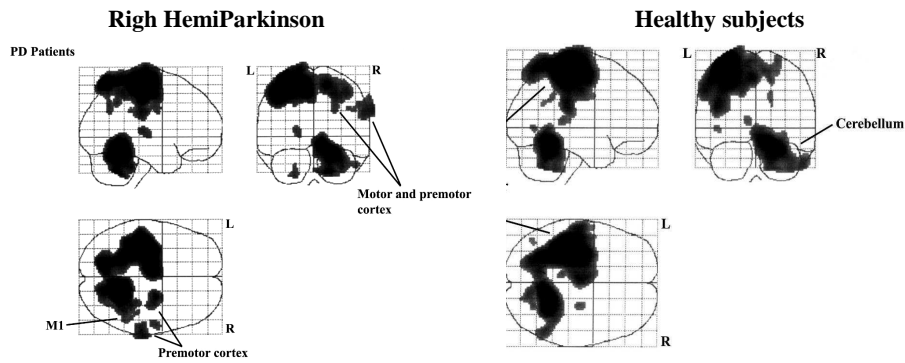 Righ HemiParkinson
Healthy subjects
PD Patients
L
R
Motor and premotor
cortex
L
R
Cerebellum
L
R
M1
Premotor cortex
L
R